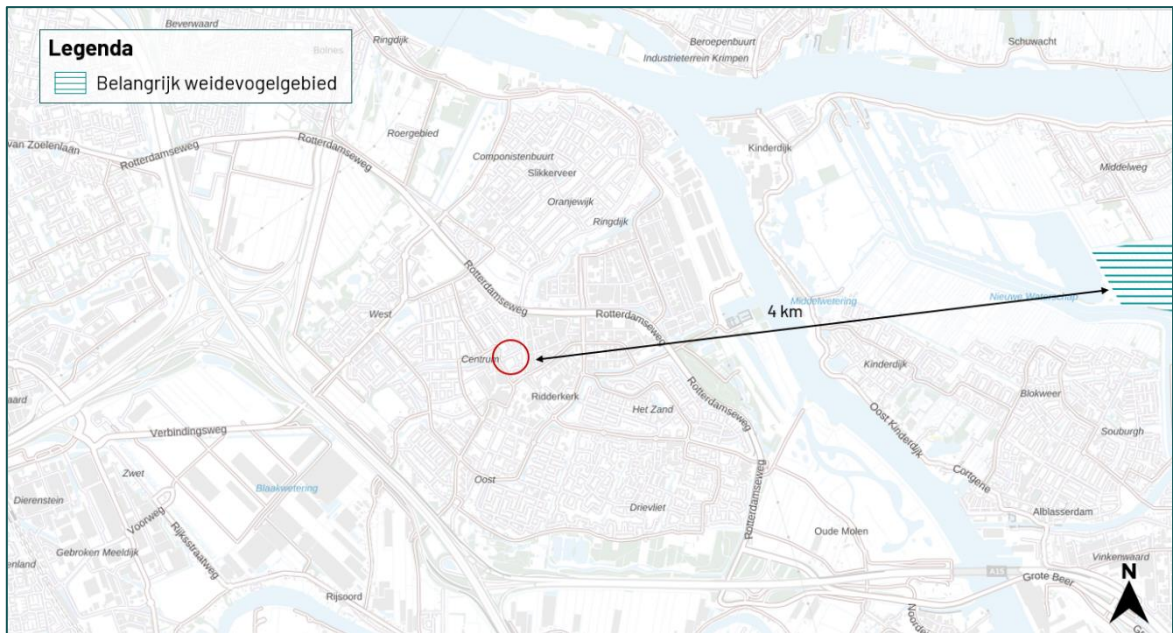 Legenda
Belangrijk weidevogelgebied
Beverwaard
Bolnes
Ringdijk
Beroepenbuurt
Industrieterrein Krimpen
Schuwacht
van Zoelenlaan
Rotterdamseweg
Rotterdamseweg
Roergebied
Componistenbuurt
Slikkerveer
Oranjewijk
Ringdijk
Kinderdijk
Middelweg
Rotterdamseweg
West
Rotterdamseweg
4 km
Middelwetering
Nieuwe Waterschap
Centrum
Ridderkerk
Het Zand
Rotterdamseweg
Kinderdijk
Blokweer
Oost Kinderdijk
Souburgh
Cortgene
Verbindingsweg
Zwet
Blaakwetering
Oost
Drievliet
Rotterdamseweg
Dierenstein
Voorweg
Rijksstraatweg
Gebroken Meeldijk
enland
Rijsoord
Oude Molen
Alblasserdam
Vinkenwaard
A15
Grote Beer
N